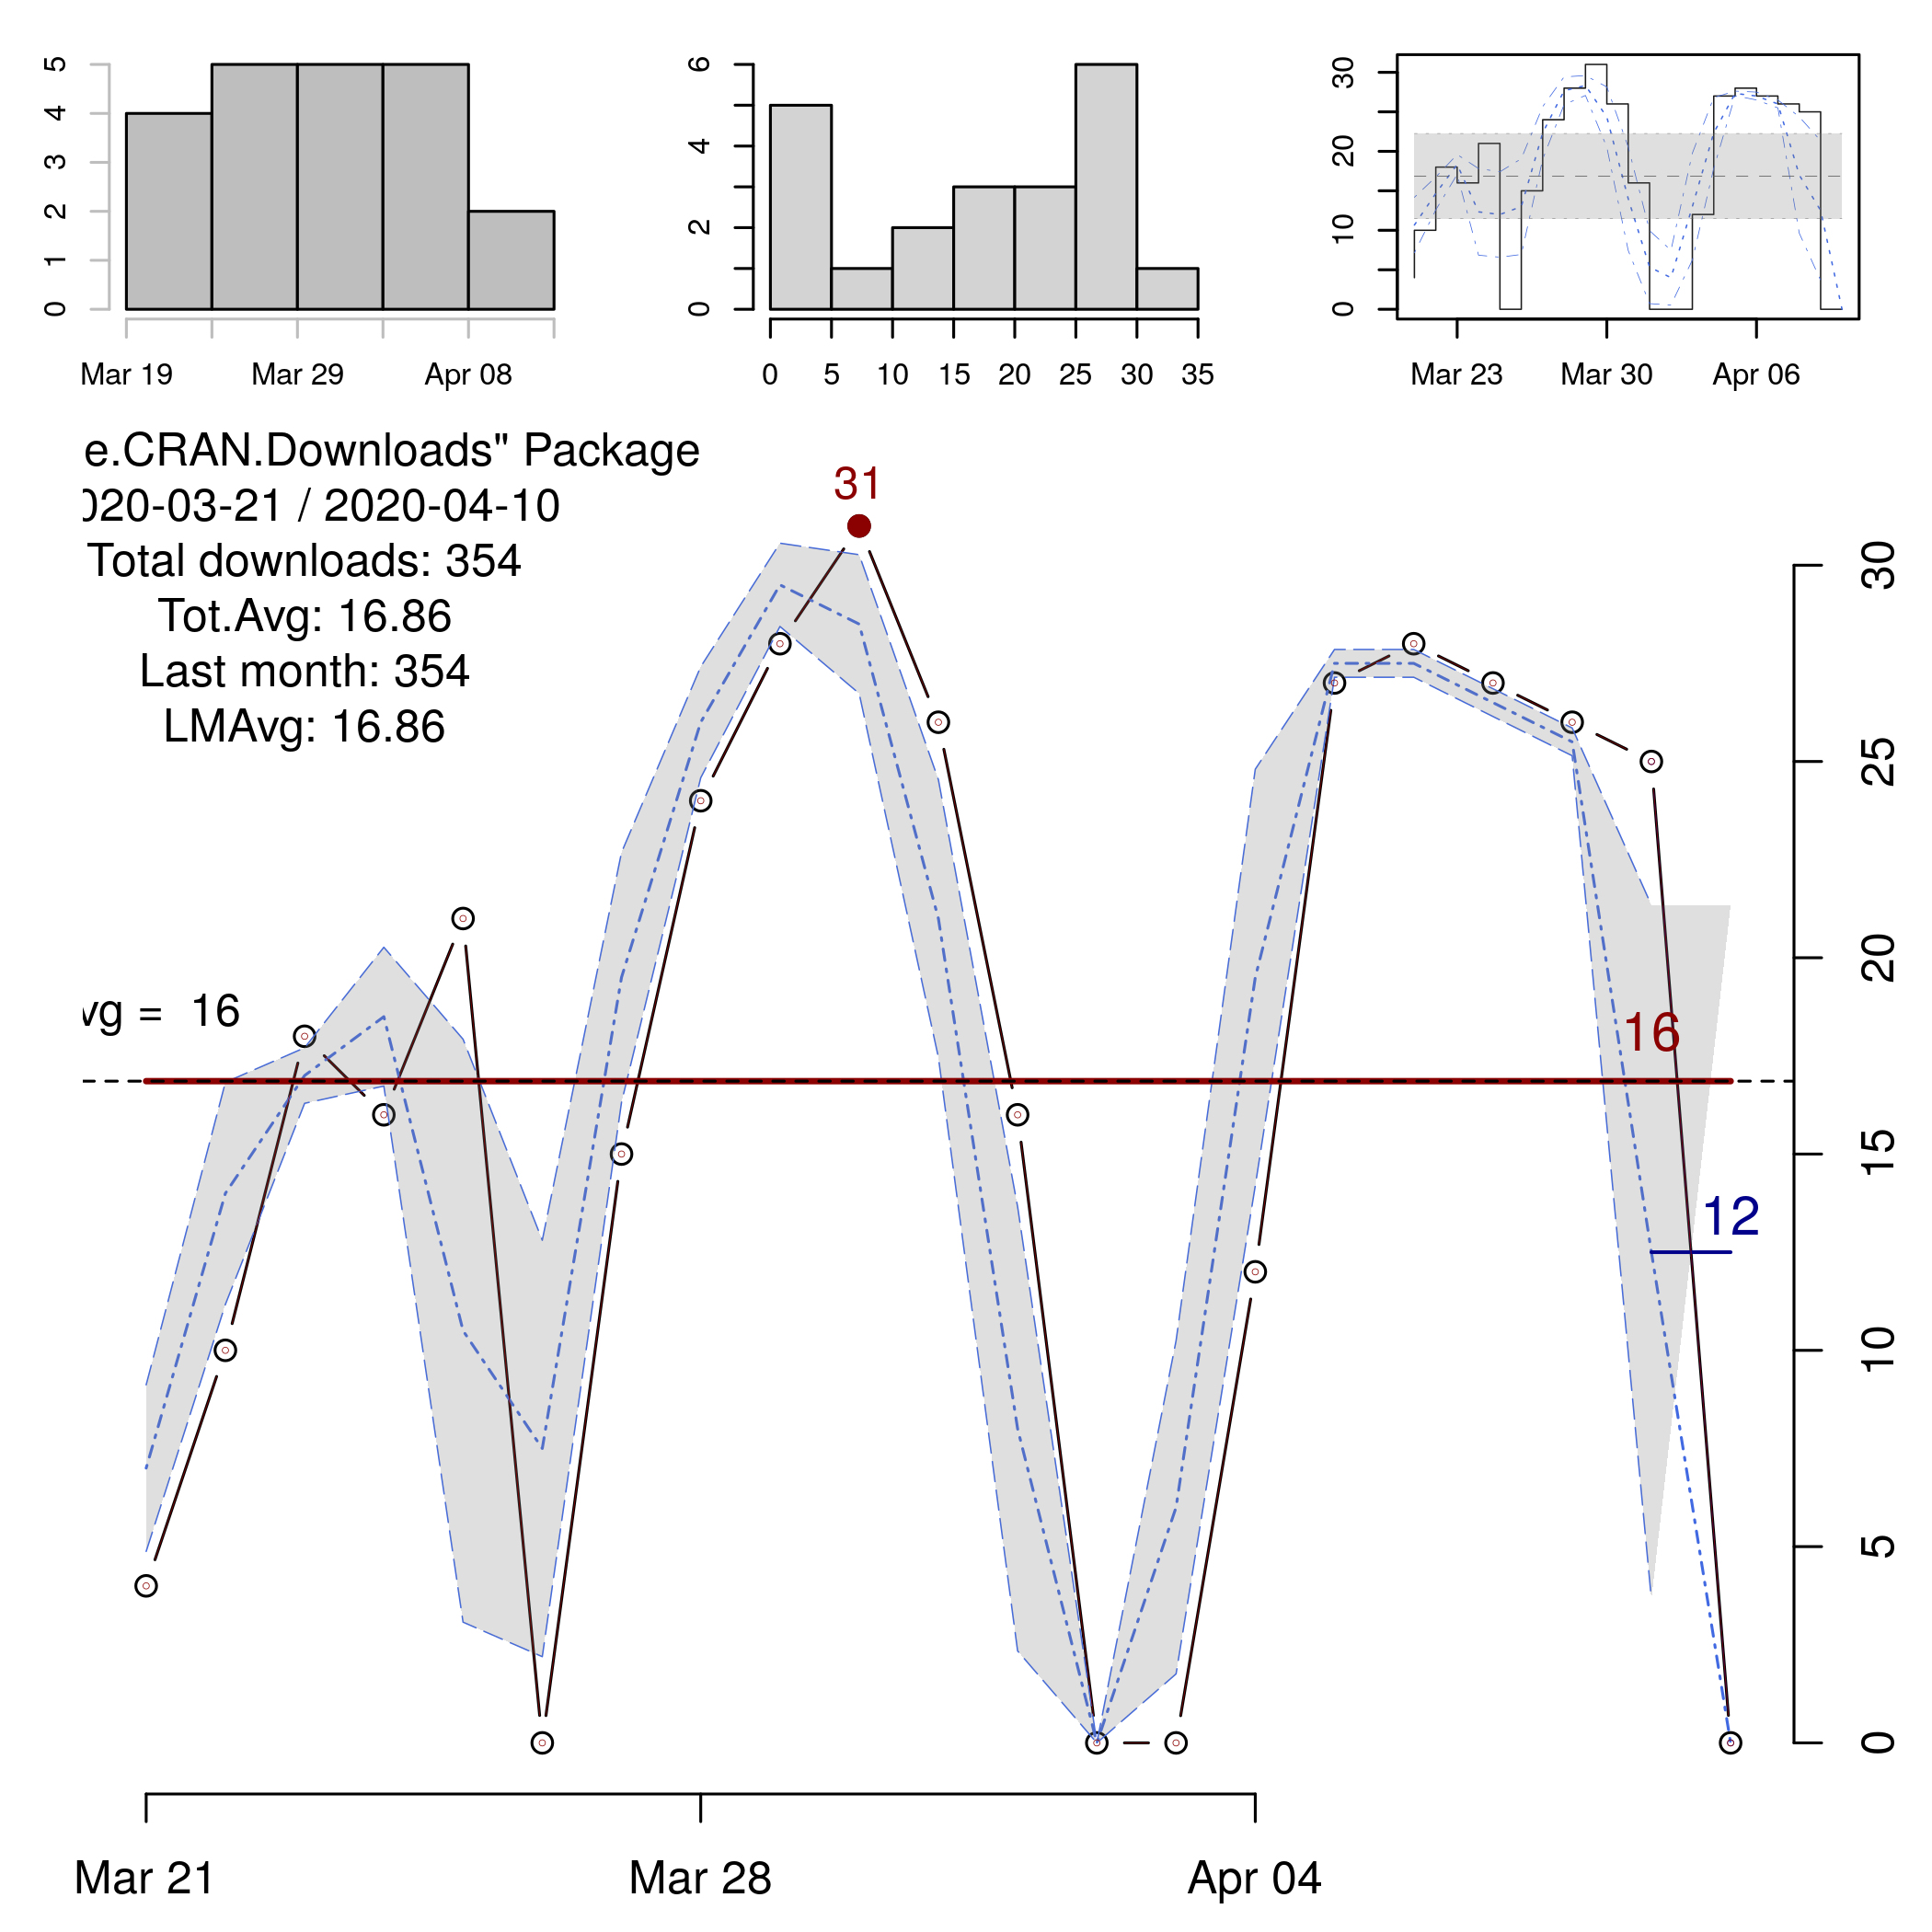 5
4
3
2
1
0
Mar 19 Mar 29 Apr 08
6
4
2
0
0 5 10 15 20 25 30 35
30
20
10
0
Mar 23 Mar 30 Apr 06
e.CRAN.Downloads" Package
020-03-21 / 2020-04-10
Total downloads: 354
Tot.Avg: 16.86
Last month: 354
LMAvg: 16.86
31
vg = 16
16
12
30
25
20
15
10
5
0
Mar 21 Mar 28 Apr 04